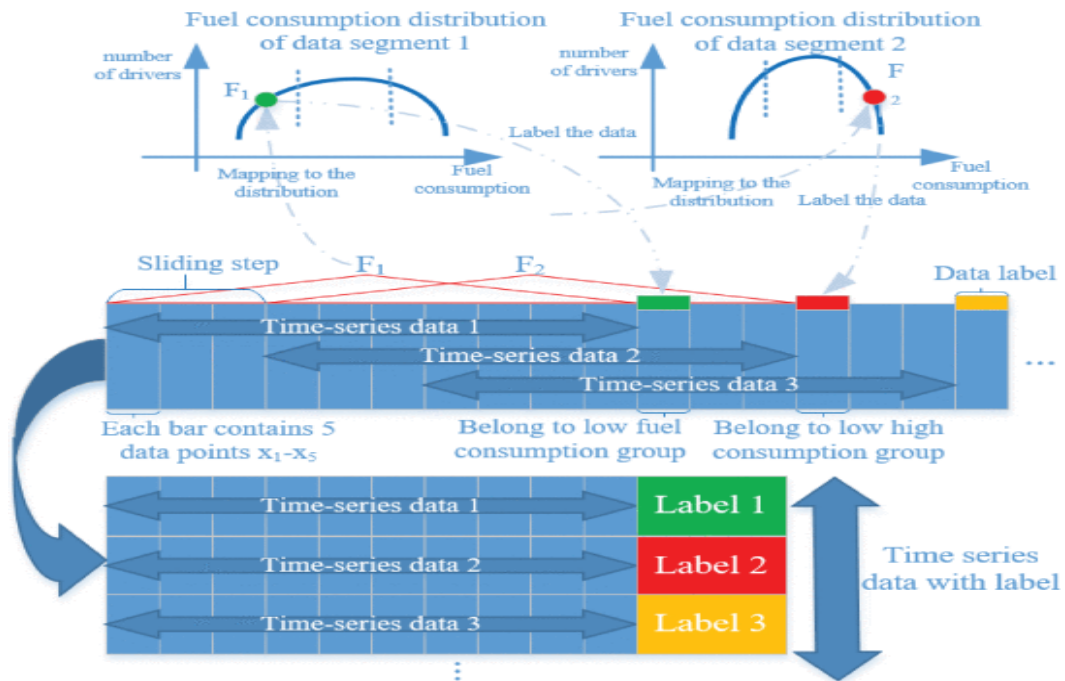 Fuel consumption distribution
of data segment 1
number
of drivers
F₁
Mapping to the
distribution
Fuel
consumption
Label the data
Fuel consumption distribution
of data segment 2
number
of drivers
F
2
Mapping to the
distribution
Label the data
Fuel
consumption
Sliding step
F₁
F₂
Data label
Time-series data 1
Time-series data 2
Time-series data 3
...
Each bar contains 5
data points x₁-x₅
Belong to low fuel
consumption group
Belong to low high
consumption group
Time-series data 1
Label 1
Time-series data 2
Label 2
Time-series data 3
Label 3
Time series
data with label
...